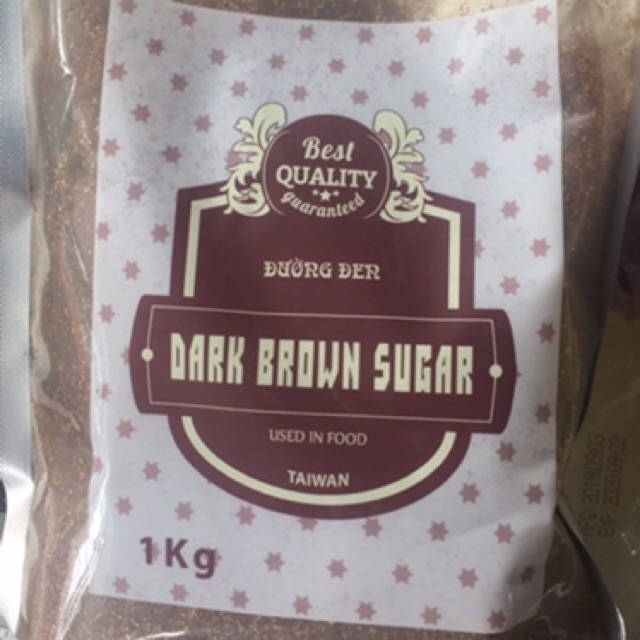 Best
QUALITY
guaranteed
ĐƯỜNG ĐEN
DARK BROWN SUGAR
USED IN FOOD
TAIWAN
1Kg